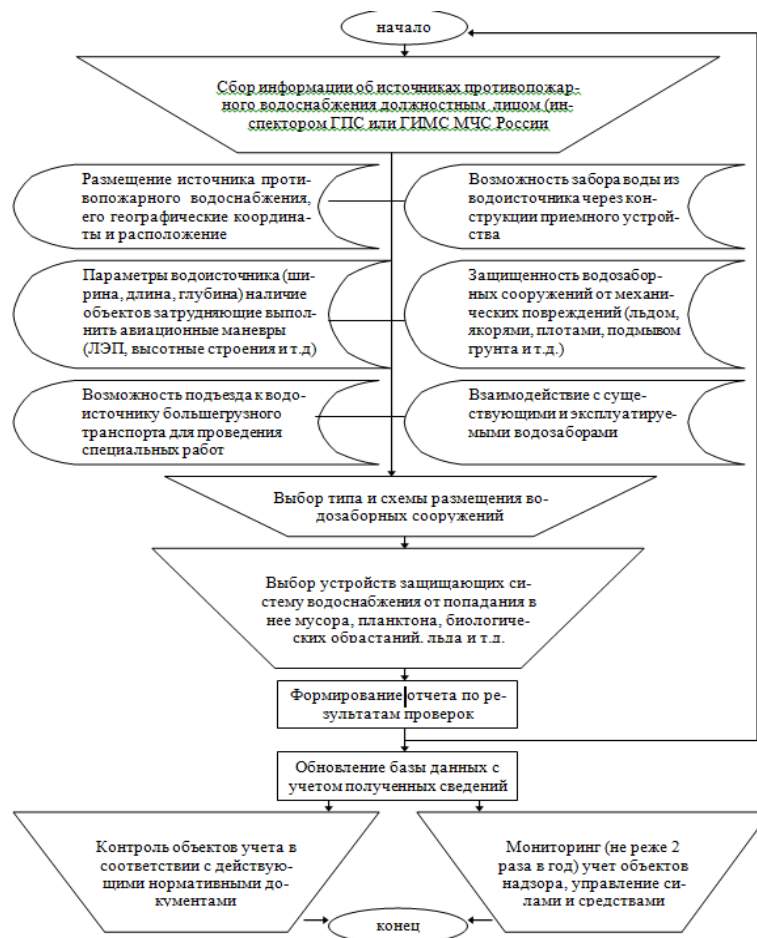 начало
Сбор информации об источниках противопожар-
ного водоснабжения должностным лицом (ин-
спектором ГПС или ГИМС МЧС России
Размещение источника проти-
вопожарного водоснабжения,
его географические координа-
ты и расположение
Возможность забора воды из
водоисточника через кон-
струкции приемного устрой-
ства
Параметры водоисточника (ши-
рина, длина, глубина) наличие
объектов затрудняющие выпол-
нить авиационные маневры
(ЛЭП, высотные строения и т.д)
Защищенность водозабор-
ных сооружений от механи-
ческих повреждений (льдом,
якорями, плотами, подмывом
грунта и т.д.)
Возможность подъезда к водо-
источнику большегрузного
транспорта для проведения
специальных работ
Взаимодействие с суще-
ствующими и эксплуатируе-
мыми водозаборами
Выбор типа и схемы размещения во-
дозаборных сооружений
Выбор устройств защищающих си-
стему водоснабжения от попадания в
нее мусора, планктона, биологиче-
ских обрастаний, льда и т.д.
Формирование отчета по ре-
зультатам проверок
Обновление базы данных с
учетом полученных сведений
Контроль объектов учета в
соответствии с действую-
щими нормативными до-
кументами
Мониторинг (не реже 2
раза в год) учет объектов
надзора, управление си-
лами и средствами
конец